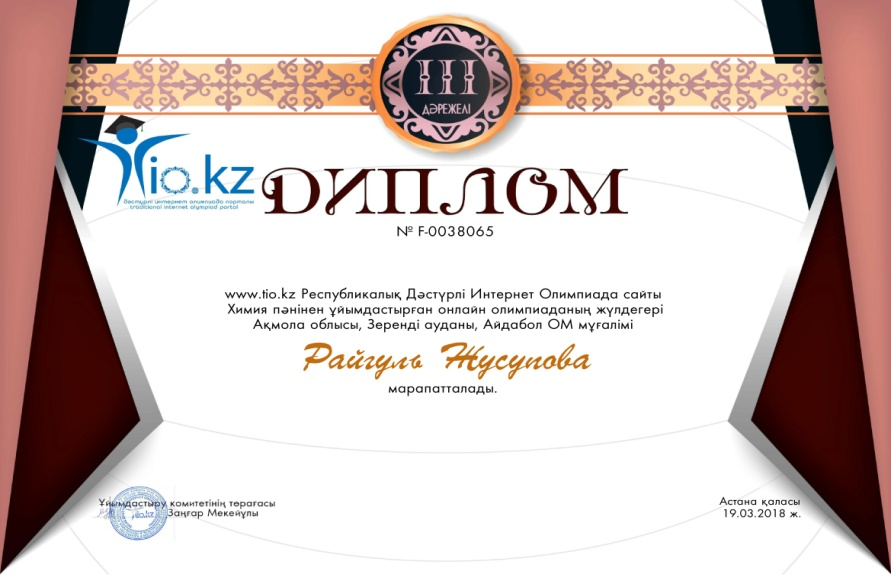 III
ДӘРЕЖЕЛІ
tio.kz
дәстүрлі интернет олимпиада порталы
traditional internet olympiad portal
ДИПЛОМ
№ F-0038065
www.tio.kz Республикалық Дәстүрлі Интернет Олимпиада сайты
Химия пәнінен ұйымдастырған онлайн олимпиаданың жүлдегері
Ақмола облысы, Зеренді ауданы, Айдабол ОМ мұғалімі
Райгуль Жусупова
марапатталады.
Ұйымдастыру комитетінің төрағасы
Заңғар Мекейұлы
tio.kz
Астана қаласы
19.03.2018 ж.